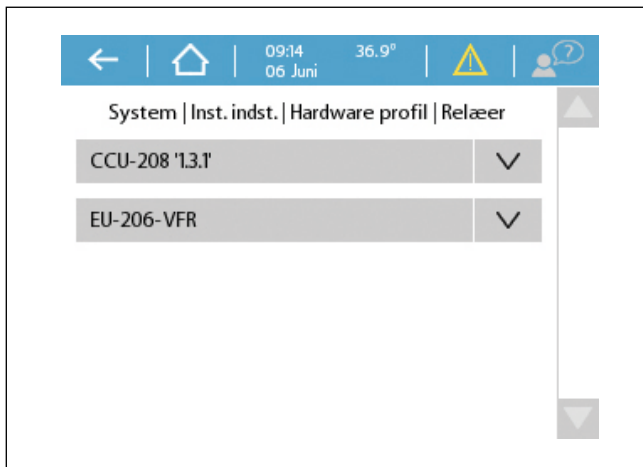 09:14 36.9°
06 Juni
?
System | Inst. indst. | Hardware profil | Relæer
CCU-208 '1.3.1'
EU-206-VFR